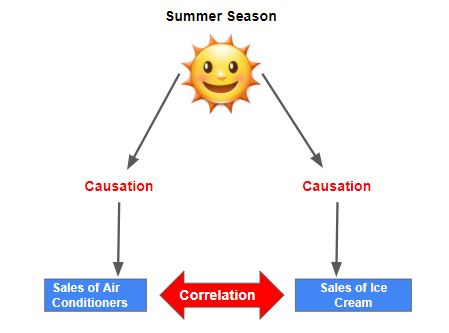 Summer Season
Causation
Causation
Sales of Air
Conditioners
Correlation
Sales of Ice
Cream